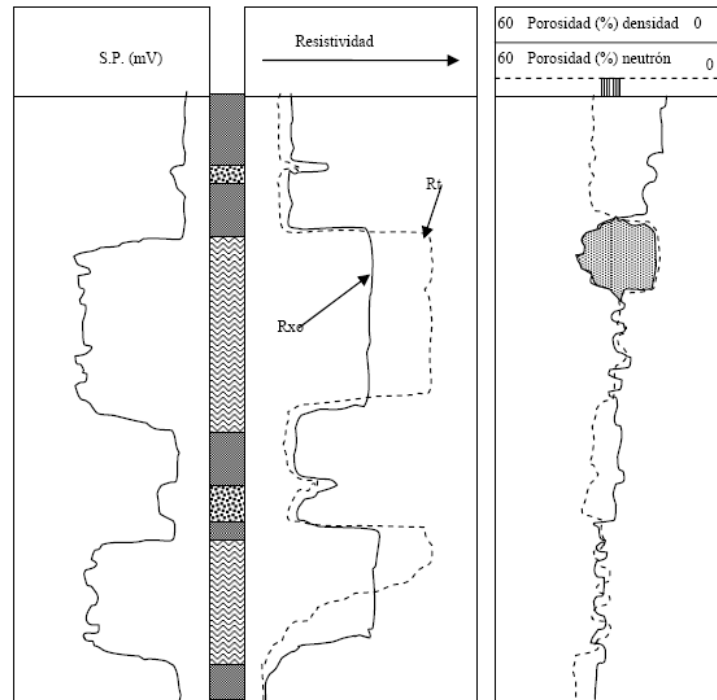 S.P. (mV)
Resistividad
60 Porosidad (%) densidad 0
60 Porosidad (%) neutrón 0
Rt
Rxo